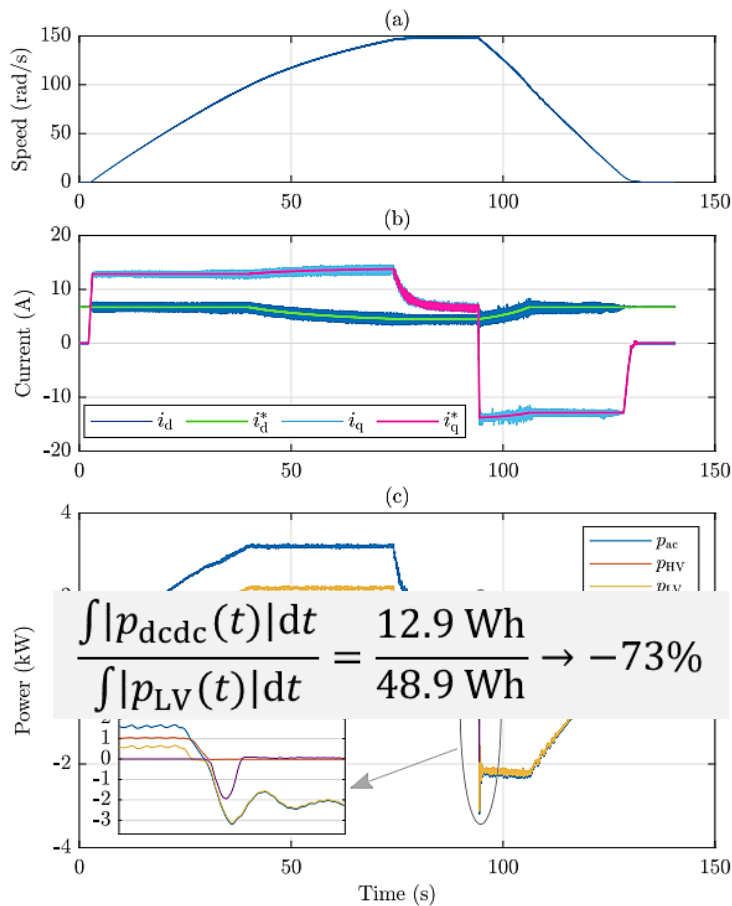 (a)
150
100
50
0
Speed (rad/s)
0 50 100 150
(b)
20
10
0
-10
-20
Current (A)
i_d i_d^* i_q i_q^*
0 50 100 150
(c)
4
p_ac
p_HV
p_LV
∫|p_dcdc(t)|dt / ∫|p_LV(t)|dt = 12.9 Wh / 48.9 Wh → −73%
Power (kW)
1
0
-1
-2
-3
-2
-4
0 50 100 150
Time (s)